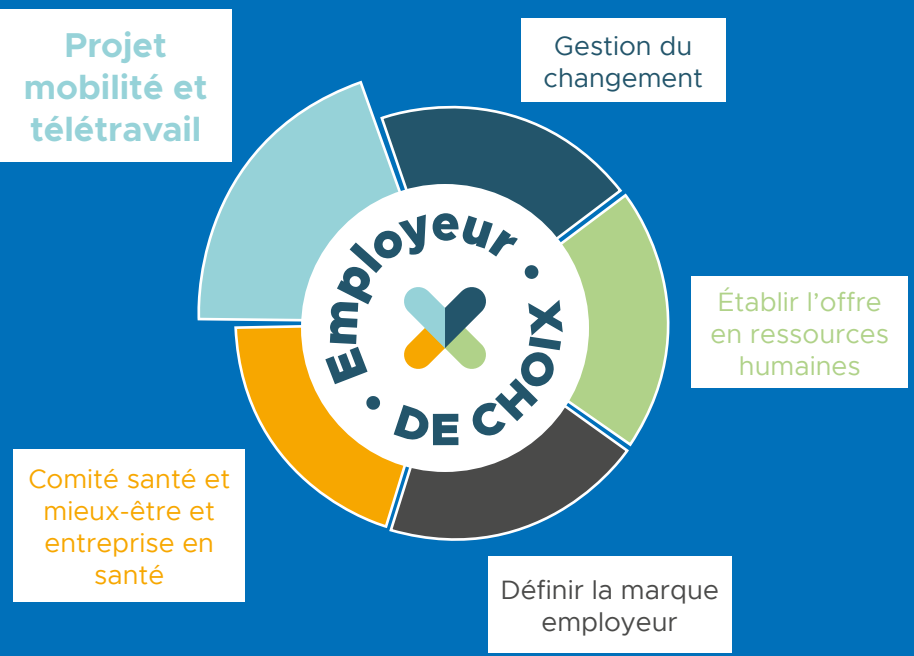 Projet
mobilité et
télétravail
Gestion du
changement
Employeur • DE CHOIX •
Établir l’offre
en ressources
humaines
Comité santé et
mieux-être et
entreprise en
santé
Définir la marque
employeur